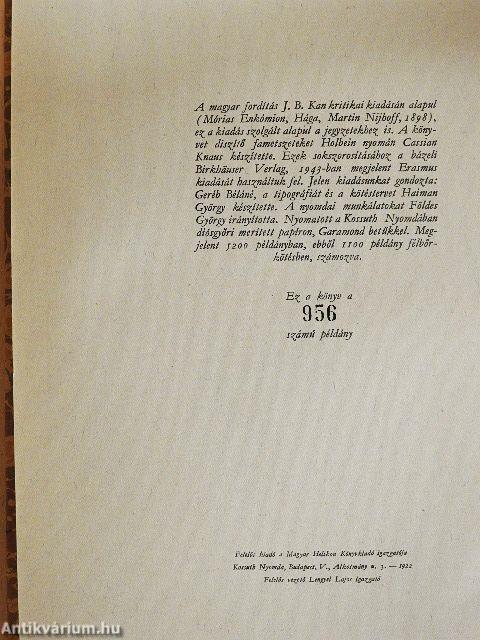 A magyar fordítás J. B. Kan kritikai kiadásán alapul
(Mórias Enkómion, Hága, Martin Nijhoff, 1898),
ez a kiadás szolgált alapul a jegyzetekhez is. A köny-
vet díszítő fametszeteket Holbein nyomán Cassian
Knaus készítette. Ezek sokszorosításához a bázeli
Birkhäuser Verlag, 1943-ban megjelent Erasmus
kiadását használtuk fel. Jelen kiadásunkat gondozta:
Geréb Béláné, a tipográfiát és a kötéstervet Haiman
György készítette. A nyomdai munkálatokat Földes
György irányította. Nyomatott a Kossuth Nyomdában
diósgyőri merített papíron, Garamond betűkkel. Meg-
jelent 5200 példányban, ebből 1100 példány félbőr-
kötésben, számozva.
Ez a könyv a
956
számú példány
Felelős kiadó a Magyar Helikon Könyvkiadó igazgatója
Kossuth Nyomda, Budapest, V., Alkotmány u. 3. — 1922
Felelős vezető Lengyel Lajos igazgató
Antikvárium.hu